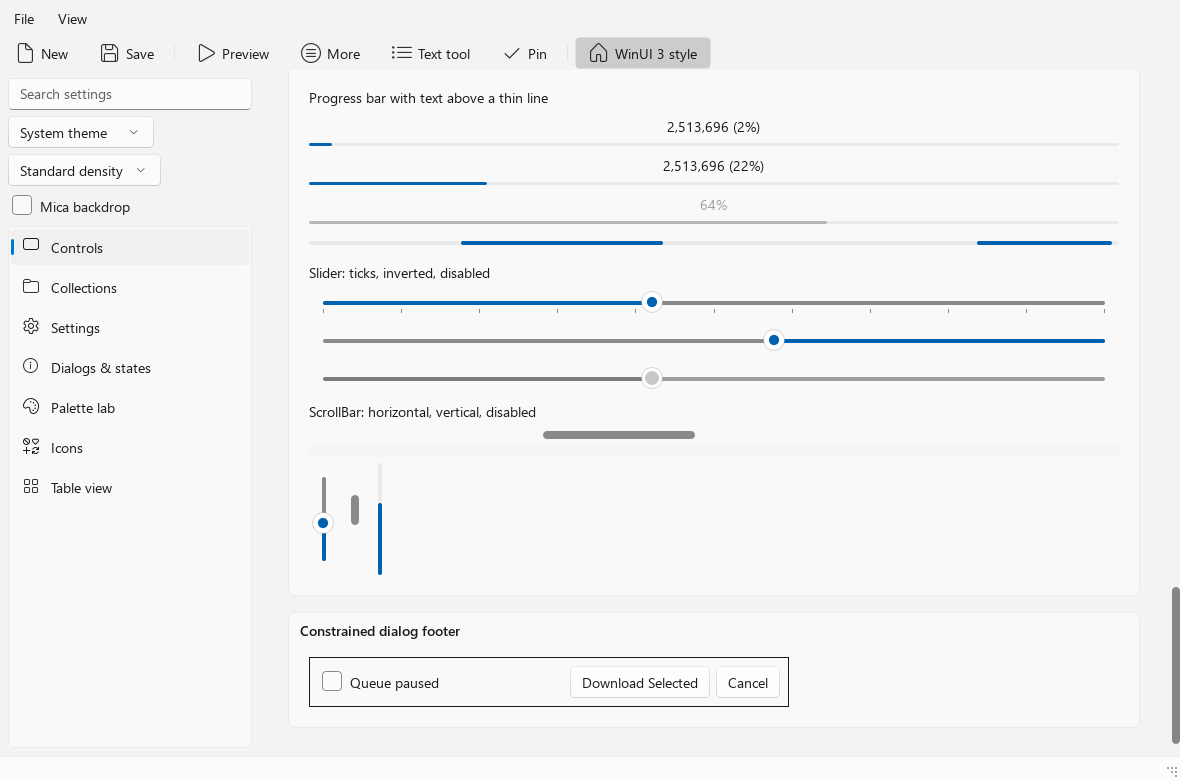 File View
New Save Preview More Text tool Pin WinUI 3 style
Search settings
System theme
Standard density
Mica backdrop
Controls
Collections
Settings
Dialogs & states
Palette lab
Icons
Table view
Progress bar with text above a thin line
2,513,696 (2%)
2,513,696 (22%)
64%
Slider: ticks, inverted, disabled
ScrollBar: horizontal, vertical, disabled
Constrained dialog footer
Queue paused Download Selected Cancel